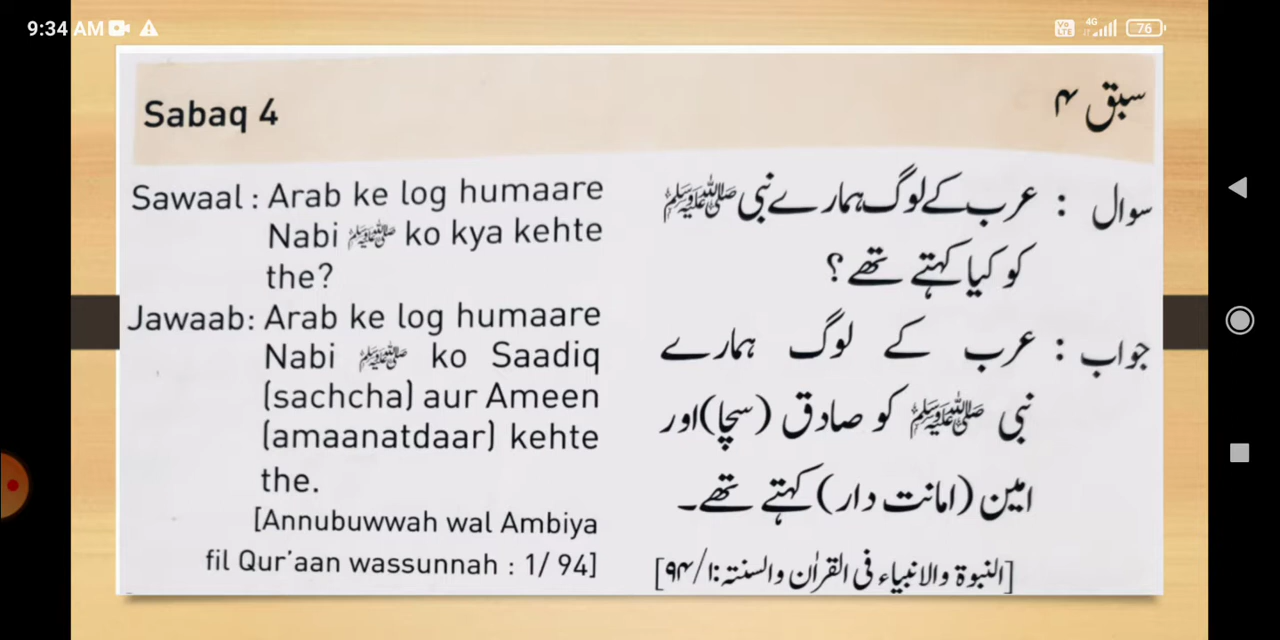 9:34 AM
4G
Vo LTE
76
Sabaq 4
Sawaal : Arab ke log humaare
Nabi ﷺ ko kya kehte
the?
Jawaab: Arab ke log humaare
Nabi ﷺ ko Saadiq
(sachcha) aur Ameen
(amaanatdaar) kehte
the.
[Annubuwwah wal Ambiya
fil Qur'aan wassunnah : 1/ 94]
سبق ۴
سوال : عرب کے لوگ ہمارے نبی ﷺ
کو کیا کہتے تھے ؟
جواب : عرب کے لوگ ہمارے
نبی ﷺ کو صادق (سچا) اور
امین (امانت دار) کہتے تھے۔
[النبوۃ والانبیاء فی القرآن والسنۃ:۱/۹۴]